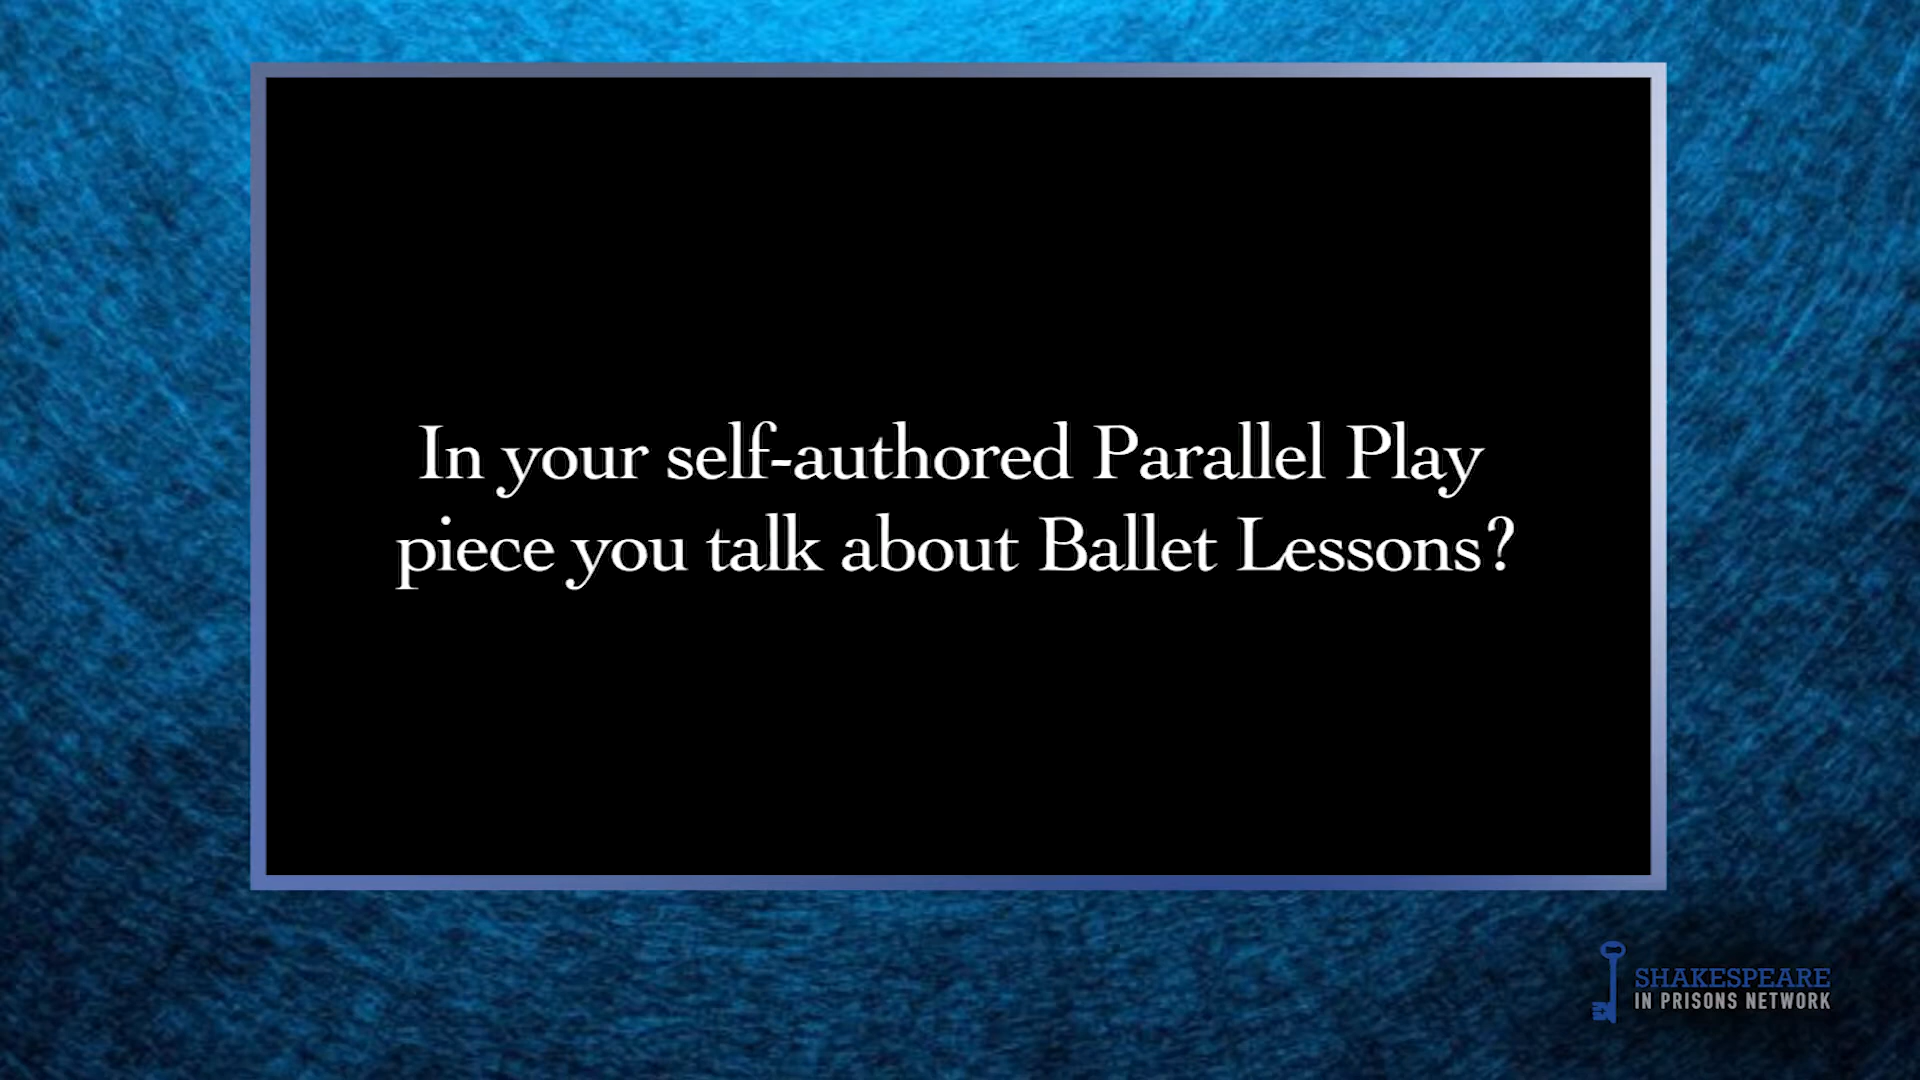 In your self-authored Parallel Play
piece you talk about Ballet Lessons?
SHAKESPEARE
IN PRISONS NETWORK